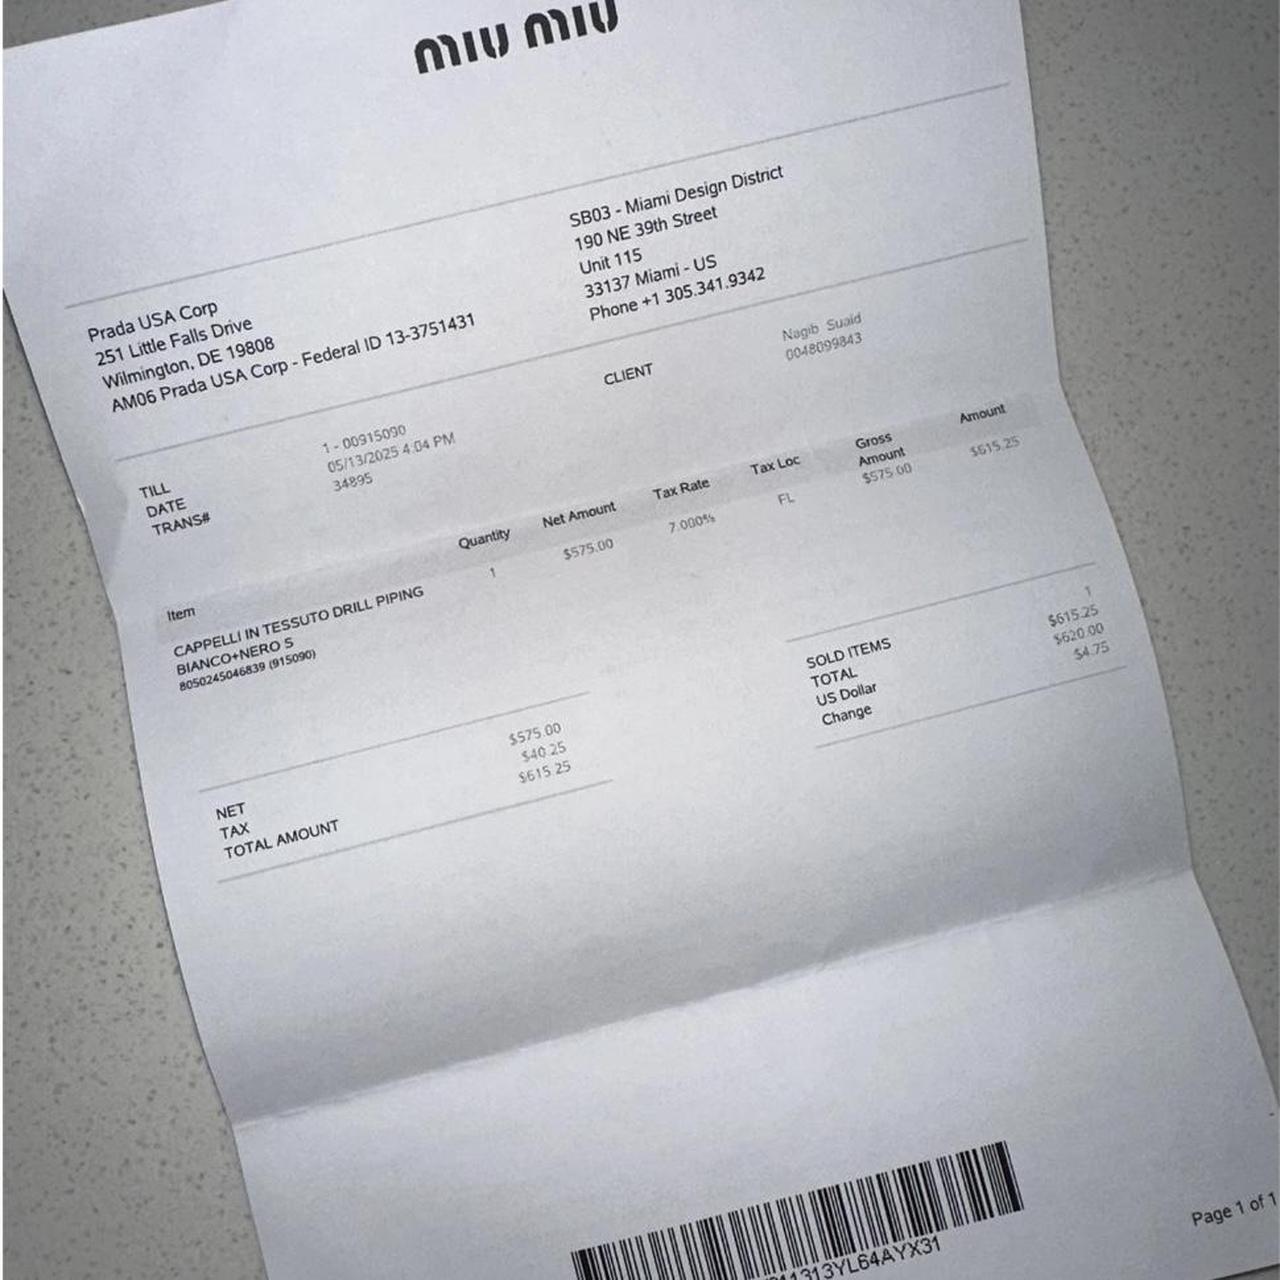 MIU MIU
Prada USA Corp
251 Little Falls Drive
Wilmington, DE 19808
AM06 Prada USA Corp - Federal ID 13-3751431
SB03 - Miami Design District
190 NE 39th Street
Unit 115
33137 Miami - US
Phone +1 305.341.9342
TILL 1 - 00915090
DATE 05/13/2025 4:04 PM
TRANS# 34895
CLIENT Nagib Suaid
0048099843
Item Quantity Net Amount Tax Rate Tax Loc Gross Amount Amount
CAPPELLI IN TESSUTO DRILL PIPING 1 $575.00 7.000% FL $575.00 $615.25
BIANCO+NERO S
8050245046839 (915090)
NET $575.00
TAX $40.25
TOTAL AMOUNT $615.25
SOLD ITEMS 1
TOTAL $615.25
US Dollar $620.00
Change $4.75
11313YL64AYX31
Page 1 of 1